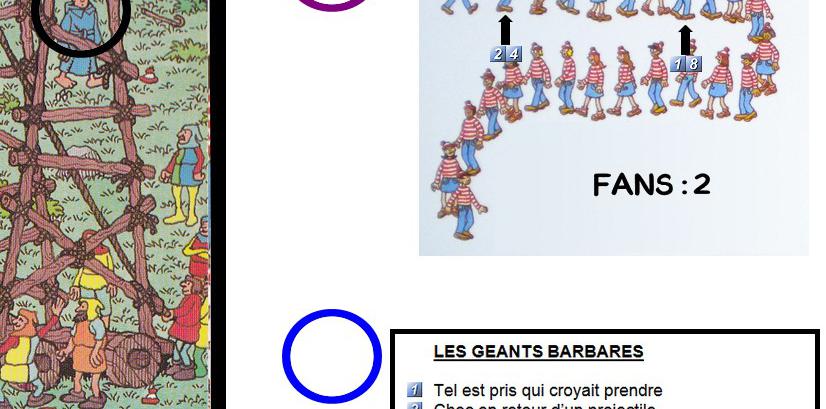 2 4
1 8
FANS : 2
LES GEANTS BARBARES
1 Tel est pris qui croyait prendre
2 Choc en retour d'un projectile